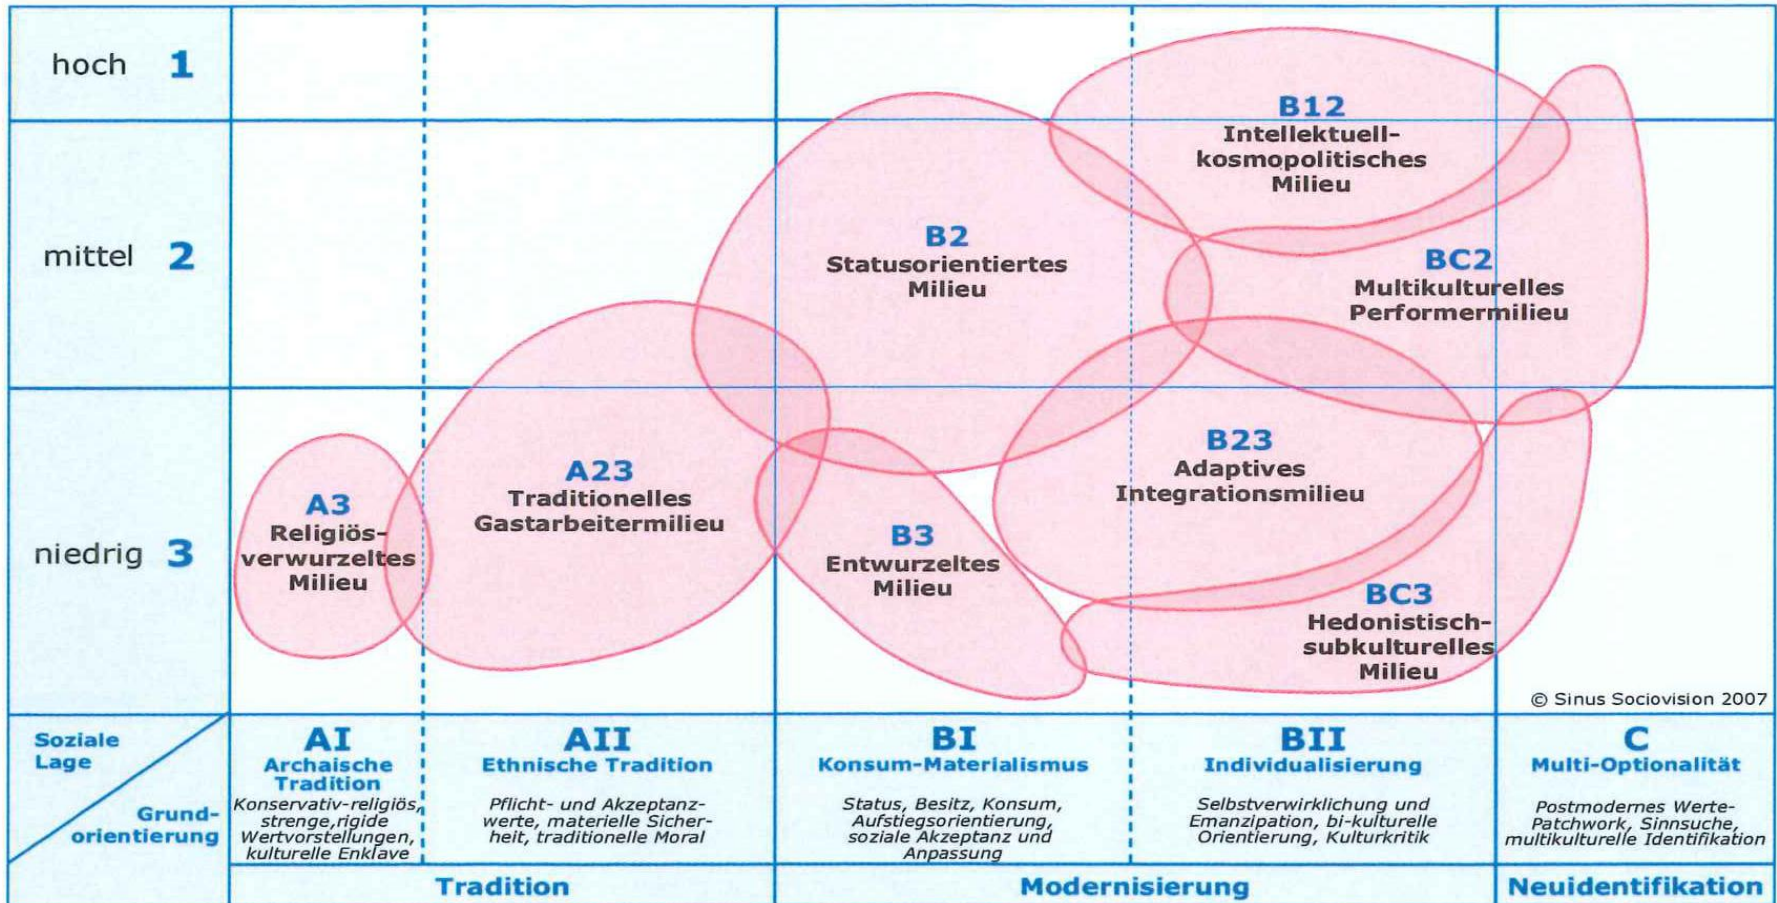 hoch 1
B12
Intellektuell-
kosmopolitisches
Milieu
mittel 2
B2
Statusorientiertes
Milieu
BC2
Multikulturelles
Performermilieu
niedrig 3
A3
Religiös-
verwurzeltes
Milieu
A23
Traditionelles
Gastarbeitermilieu
B3
Entwurzeltes
Milieu
B23
Adaptives
Integrationsmilieu
BC3
Hedonistisch-
subkulturelles
Milieu
© Sinus Sociovision 2007
Soziale
Lage
Grund-
orientierung
AI
Archaische
Tradition
Konservativ-religiös,
strenge,rigide
Wertvorstellungen,
kulturelle Enklave
AII
Ethnische Tradition
Pflicht- und Akzeptanz-
werte, materielle Sicher-
heit, traditionelle Moral
BI
Konsum-Materialismus
Status, Besitz, Konsum,
Aufstiegsorientierung,
soziale Akzeptanz und
Anpassung
BII
Individualisierung
Selbstverwirklichung und
Emanzipation, bi-kulturelle
Orientierung, Kulturkritik
C
Multi-Optionalität
Postmodernes Werte-
Patchwork, Sinnsuche,
multikulturelle Identifikation
Tradition
Modernisierung
Neuidentifikation